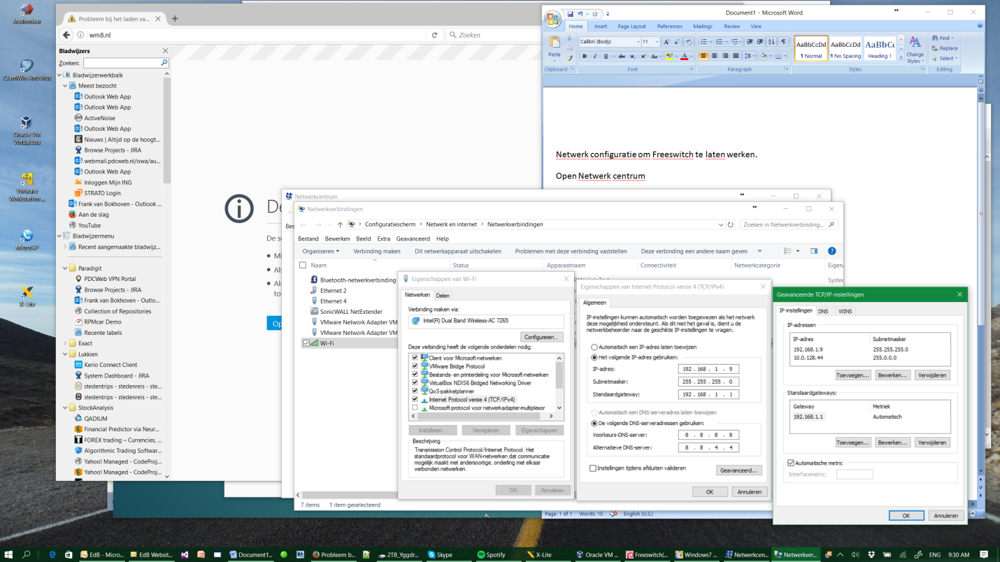 Meshmixer
ClamWin Antivirus
Oracle VM
VirtualBox
VMware
Workstation ...
MicroSIP
X-Lite
Probleem bij het laden va...
wm8.nl
Zoeken
Bladwijzers
Zoeken:
Bladwijzerwerkbalk
Meest bezocht
Outlook Web App
Outlook Web App
ActiveNoise
Outlook Web App
Nieuws | Altijd op de hoogt...
Browse Projects - JIRA
webmail.pdcweb.nl/owa/au...
Outlook Web App
Inloggen Mijn ING
STRATO Login
Frank van Bokhoven - Outlook ...
Aan de slag
YouTube
Bladwijzermenu
Recent aangemaakte bladwijz...
Paradigit
PDCWeb VPN Portal
Browse Projects - JIRA
Frank van Bokhoven - Outlo...
Collection of Repositories
RPMcar Demo
Recente labels
Exact
Lukkien
Kerio Connect Client
System Dashboard - JIRA
stedentrips - stedenreis - ste...
stedentrips - stedenreis - ste...
StockAnalysis
QADIUM
Financial Predictor via Neur...
FOREX trading – Currencies, ...
Algorithmic Trading Softwar...
Yahoo! Managed - CodeProj...
Yahoo! Managed - CodeProj...
De
De s
Mi
Als
Als
to
Op
Document1 - Microsoft Word
Home Insert Page Layout References Mailings Review View
Paste
Calibri (Body) 11
AaBbCcDd AaBbCcDd AaBbCc
¶ Normal ¶ No Spacing Heading 1
Change
Styles
Find
Replace
Select
Clipboard Font Paragraph Styles Editing
Netwerk configuratie om Freeswitch te laten werken.
Open Netwerk centrum
Page: 1 of 1 Words: 10 English (U.S.)
Netwerkcentrum
Bes
Netwerkverbindingen
Configuratiescherm > Netwerk en internet > Netwerkverbindingen
Zoeken in Netwerkverbinding...
Bestand Bewerken Beeld Extra Geavanceerd Help
Organiseren Verbinding maken Dit netwerkapparaat uitschakelen Problemen met deze verbinding vaststellen Deze verbinding een andere naam geven »
Naam Status Apparaatnaam Connectiviteit Netwerkcategorie Eigen
Bluetooth-netwerkverbinding
Systee
Ethernet 2
Ethernet 4
SonicWALL NetExtender
VMware Network Adapter VM
VMware Network Adapter VM
Wi-Fi
7 items 1 item geselecteerd
Eigenschappen van Wi-Fi
Netwerken Delen
Verbinding maken via:
Intel(R) Dual Band Wireless-AC 7265
Configureren...
Deze verbinding heeft de volgende onderdelen nodig:
Client voor Microsoft-netwerken
VMware Bridge Protocol
Bestands- en printerdeling voor Microsoft-netwerken
VirtualBox NDIS6 Bridged Networking Driver
QoS-pakketplanner
Internet Protocol versie 4 (TCP/IPv4)
Microsoft-protocol voor netwerkadapter-multiplexor
Installeren... Verwijderen Eigenschappen
Beschrijving
Transmission Control Protocol/Internet Protocol. Het
standaardprotocol voor WAN-netwerken dat communicatie
mogelijk maakt met andersoortige, onderling met elkaar
verbonden netwerken.
OK Annuleren
Eigenschappen van Internet Protocol versie 4 (TCP/IPv4)
Algemeen
IP-instellingen kunnen automatisch worden toegewezen als het netwerk
deze mogelijkheid ondersteunt. Als dit niet het geval is, dient u de
netwerkbeheerder naar de geschikte IP-instellingen te vragen.
Automatisch een IP-adres laten toewijzen
Het volgende IP-adres gebruiken:
IP-adres: 192 . 168 . 1 . 9
Subnetmasker: 255 . 255 . 255 . 0
Standaardgateway: 192 . 168 . 1 . 1
Automatisch een DNS-serveradres laten toewijzen
De volgende DNS-serveradressen gebruiken:
Voorkeurs-DNS-server: 8 . 8 . 8 . 8
Alternatieve DNS-server: 8 . 8 . 4 . 4
Instellingen tijdens afsluiten valideren
Geavanceerd...
OK Annuleren
Geavanceerde TCP/IP-instellingen
IP-instellingen DNS WINS
IP-adressen
IP-adres Subnetmasker
192.168.1.9 255.255.255.0
10.0.128.44 255.0.0.0
Toevoegen... Bewerken... Verwijderen
Standaardgateways:
Gateway Metriek
192.168.1.1 Automatisch
Toevoegen... Bewerken... Verwijderen
Automatische metric
Interfacemetric:
OK Annuleren
EdB - Micro... EdB Websit... Document1... Probleem b... 2TB_Yggdr... Skype Spotify X-Lite Oracle VM ... Freeswitch(... Windows7 ... Netwerkcen... Netwerkver... ENG 9:30 AM